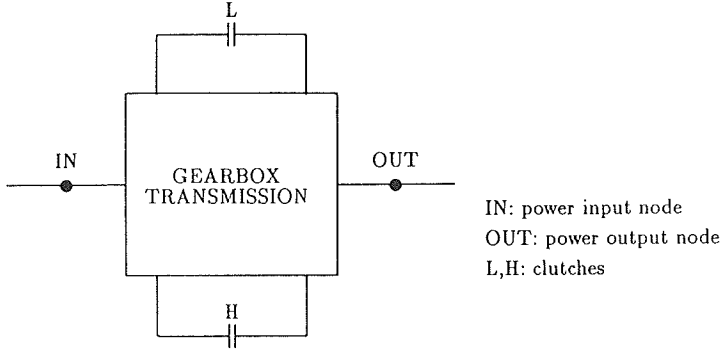 L
IN
GEARBOX
TRANSMISSION
OUT
IN: power input node
OUT: power output node
L,H: clutches
H